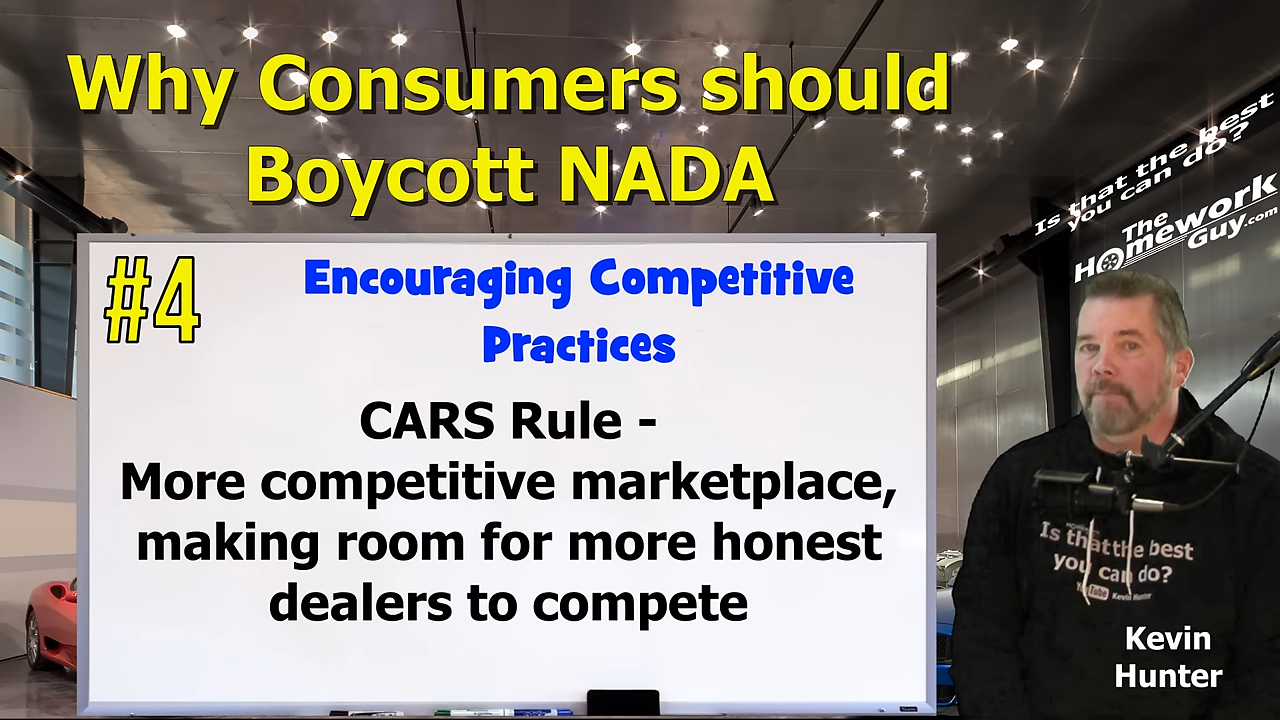 Why Consumers should
Boycott NADA
Is that the best
you can do?
The
Homework
Guy.com
#4
Encouraging Competitive
Practices
CARS Rule -
More competitive marketplace,
making room for more honest
dealers to compete
Is that the best
you can do?
YouTube Kevin Hunter
Kevin
Hunter